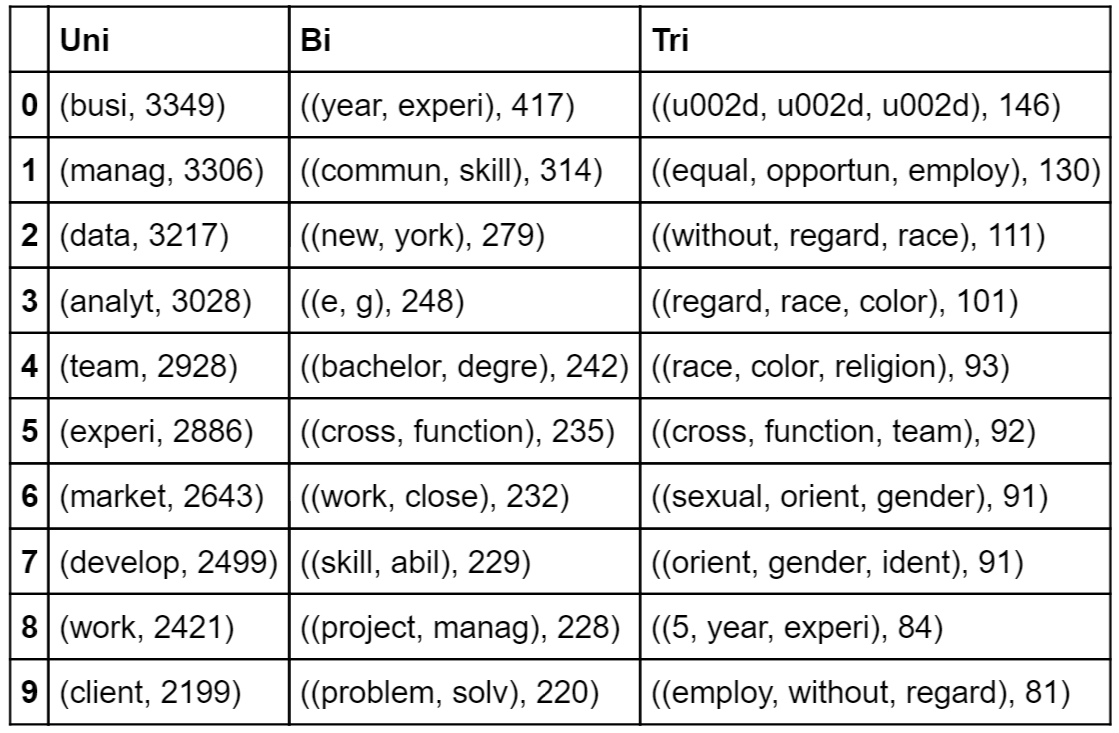 Uni Bi Tri
0 (busi, 3349) ((year, experi), 417) ((u002d, u002d, u002d), 146)
1 (manag, 3306) ((commun, skill), 314) ((equal, opportun, employ), 130)
2 (data, 3217) ((new, york), 279) ((without, regard, race), 111)
3 (analyt, 3028) ((e, g), 248) ((regard, race, color), 101)
4 (team, 2928) ((bachelor, degre), 242) ((race, color, religion), 93)
5 (experi, 2886) ((cross, function), 235) ((cross, function, team), 92)
6 (market, 2643) ((work, close), 232) ((sexual, orient, gender), 91)
7 (develop, 2499) ((skill, abil), 229) ((orient, gender, ident), 91)
8 (work, 2421) ((project, manag), 228) ((5, year, experi), 84)
9 (client, 2199) ((problem, solv), 220) ((employ, without, regard), 81)